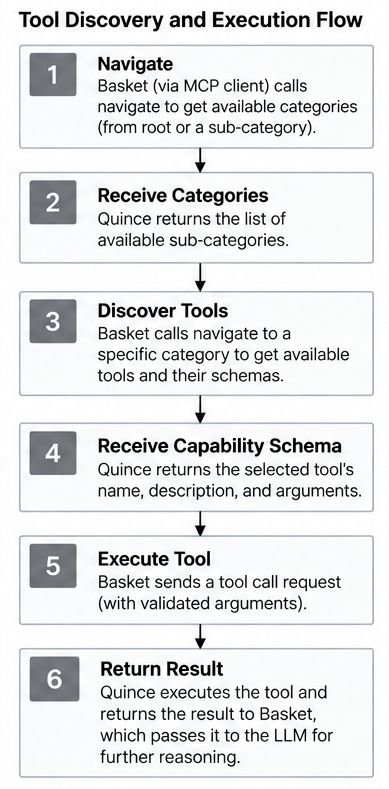 Tool Discovery and Execution Flow
1
Navigate
Basket (via MCP client) calls
navigate to get available categories
(from root or a sub-category).
2
Receive Categories
Quince returns the list of
available sub-categories.
3
Discover Tools
Basket calls navigate to a
specific category to get available
tools and their schemas.
4
Receive Capability Schema
Quince returns the selected tool's
name, description, and arguments.
5
Execute Tool
Basket sends a tool call request
(with validated arguments).
6
Return Result
Quince executes the tool and
returns the result to Basket,
which passes it to the LLM for
further reasoning.